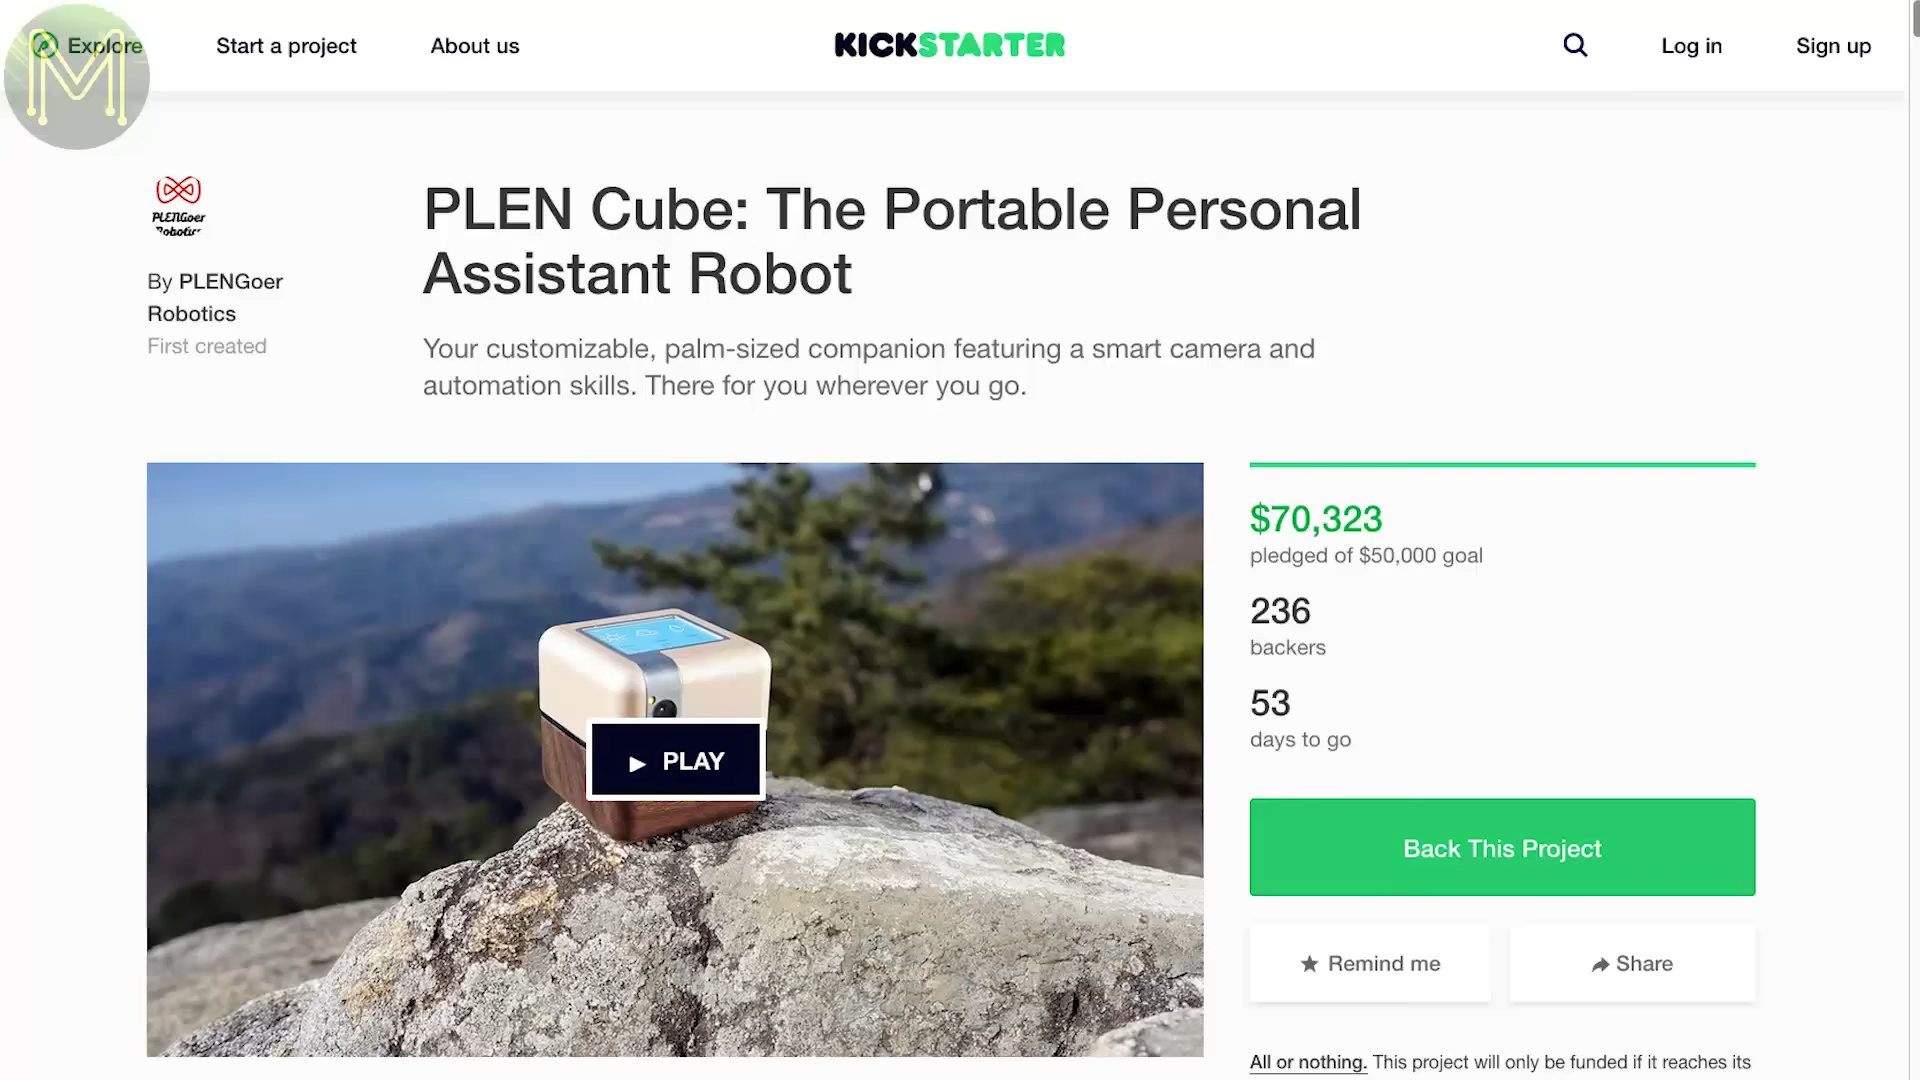 Explore
Start a project
About us
KICKSTARTER
Log in
Sign up
M
PLENGoer
Robotics
By PLENGoer
Robotics
First created
PLEN Cube: The Portable Personal
Assistant Robot
Your customizable, palm-sized companion featuring a smart camera and
automation skills. There for you wherever you go.
PLAY
$70,323
pledged of $50,000 goal
236
backers
53
days to go
Back This Project
Remind me
Share
All or nothing. This project will only be funded if it reaches its